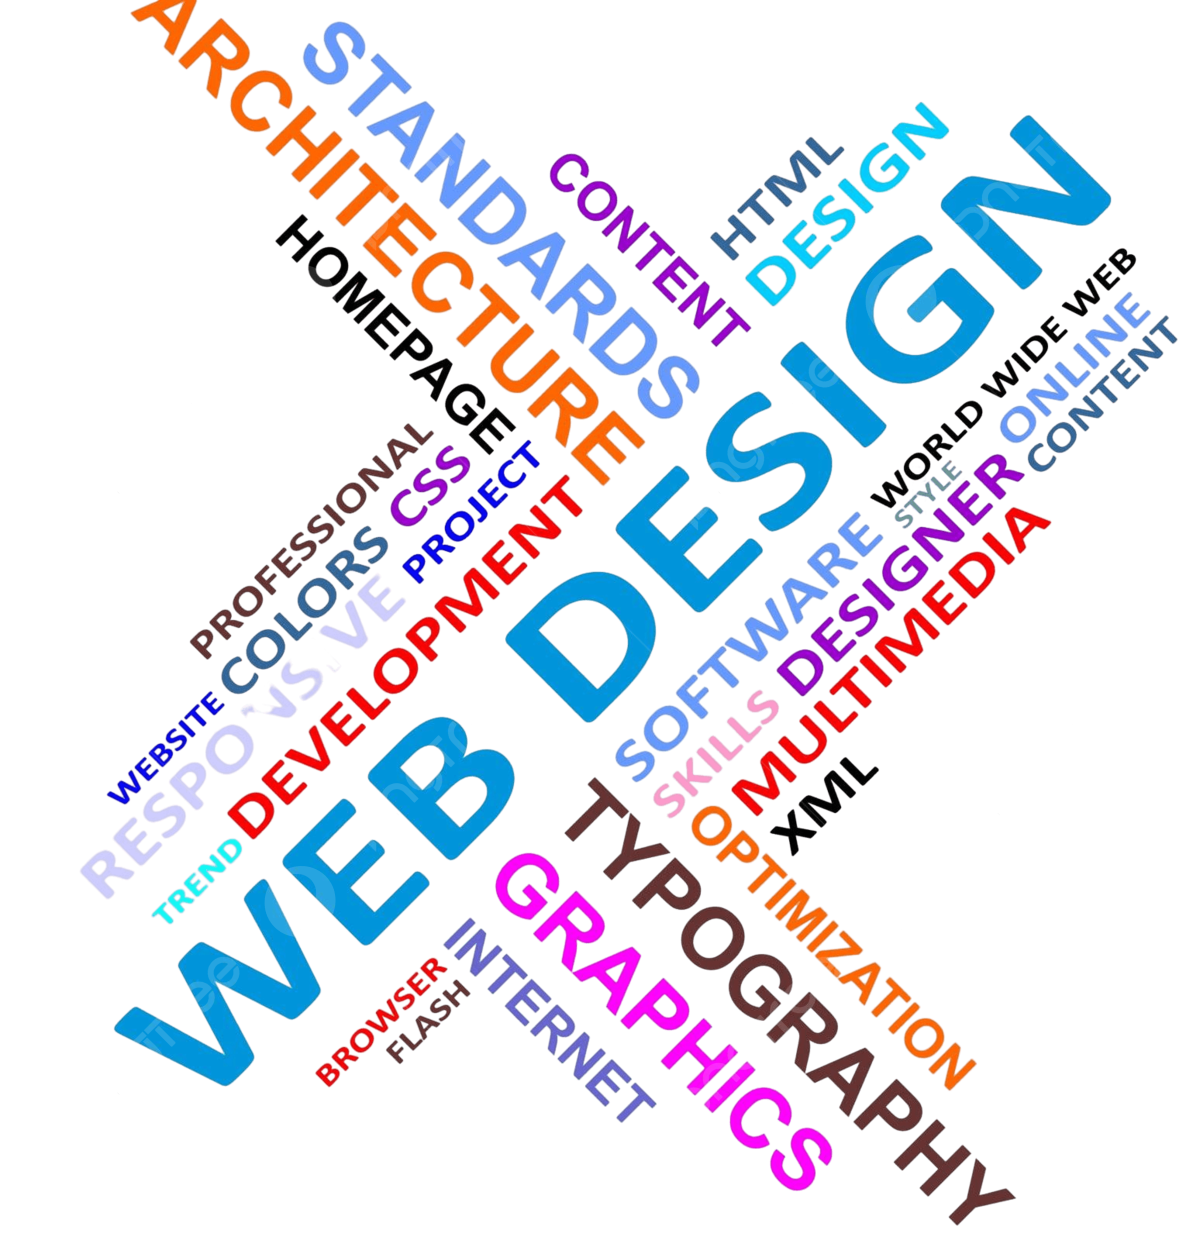 ARCHITECTURE
STANDARDS
CONTENT
HTML
DESIGN
HOMEPAGE
WEB DESIGN
WORLD WIDE WEB
ONLINE
CONTENT
PROFESSIONAL
CSS
PROJECT
COLORS
STYLE
DESIGNER
DEVELOPMENT
SOFTWARE
MULTIMEDIA
WEBSITE
SKILLS
XML
TREND
TYPOGRAPHY
OPTIMIZATION
GRAPHICS
INTERNET
BROWSER
FLASH